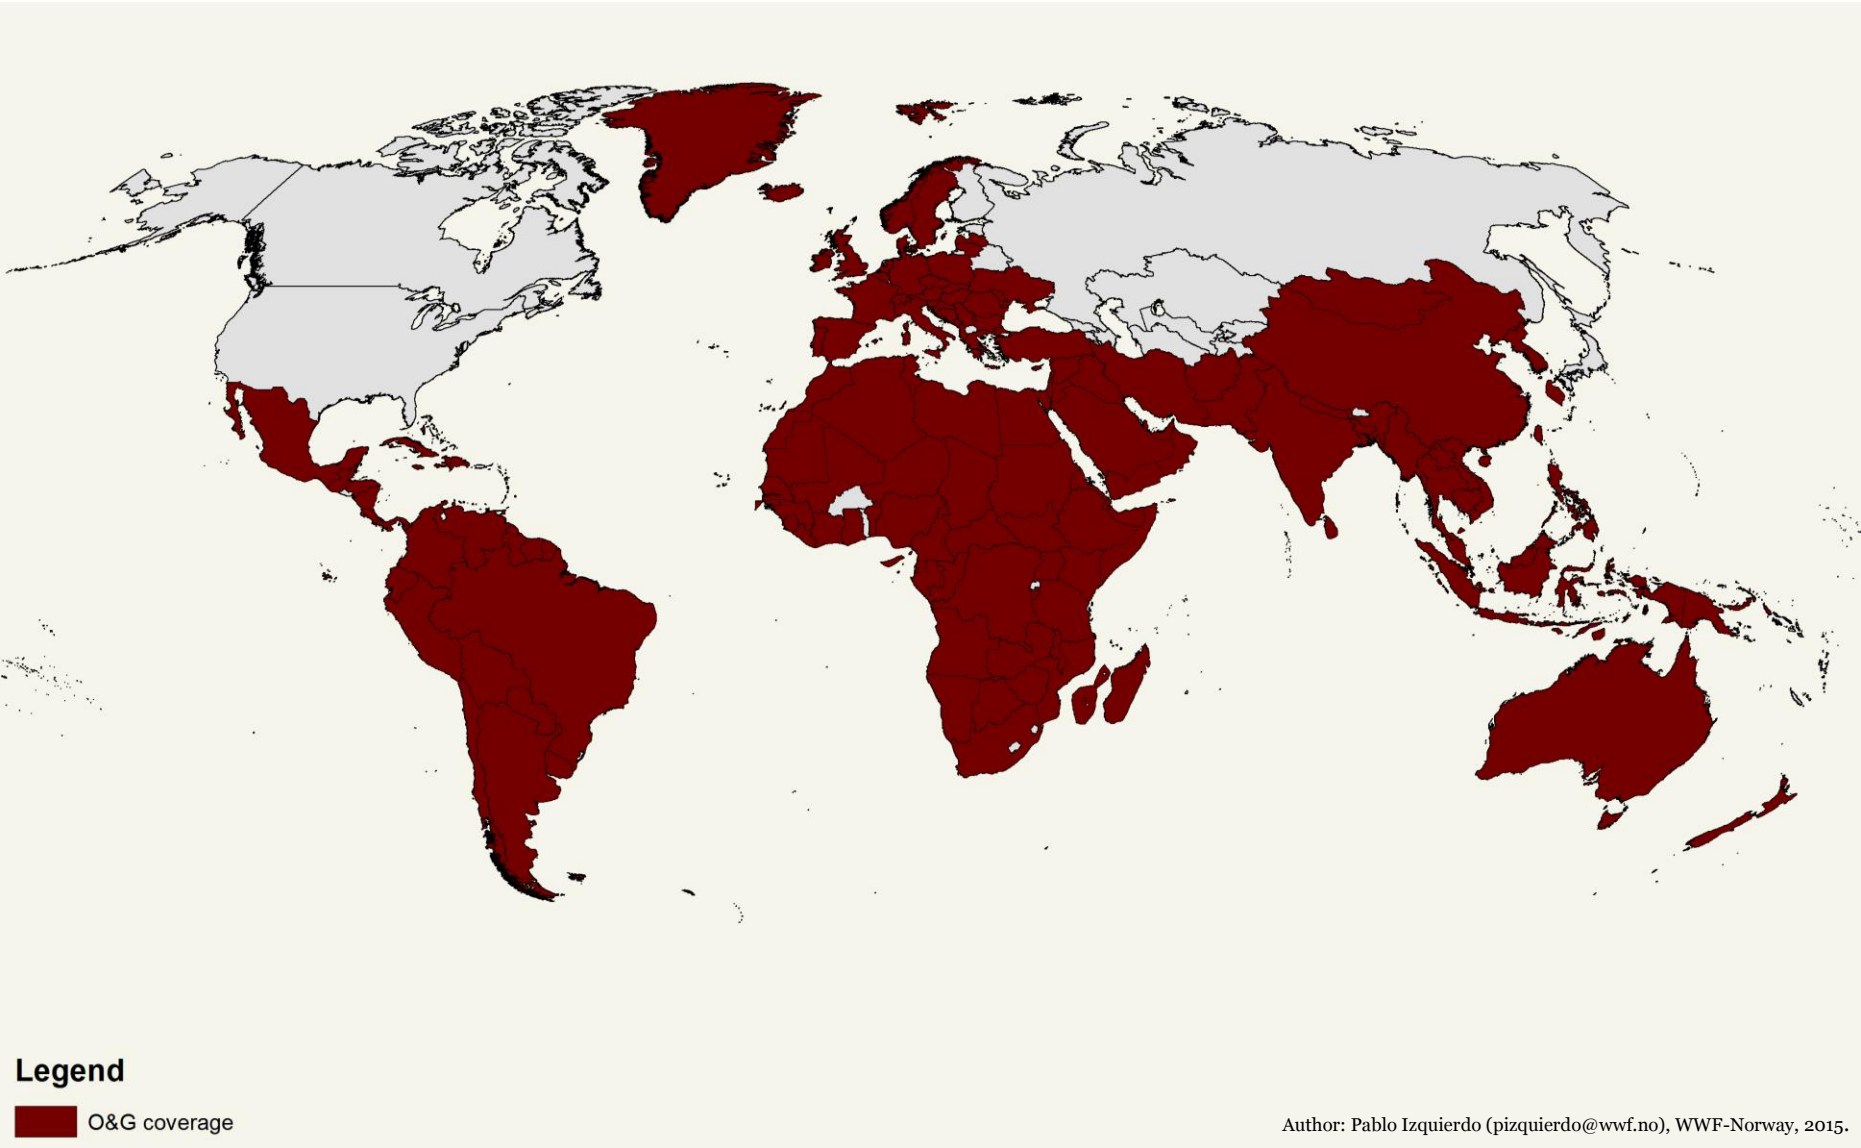 Legend
O&G coverage
Author: Pablo Izquierdo (pizquierdo@wwf.no), WWF-Norway, 2015.